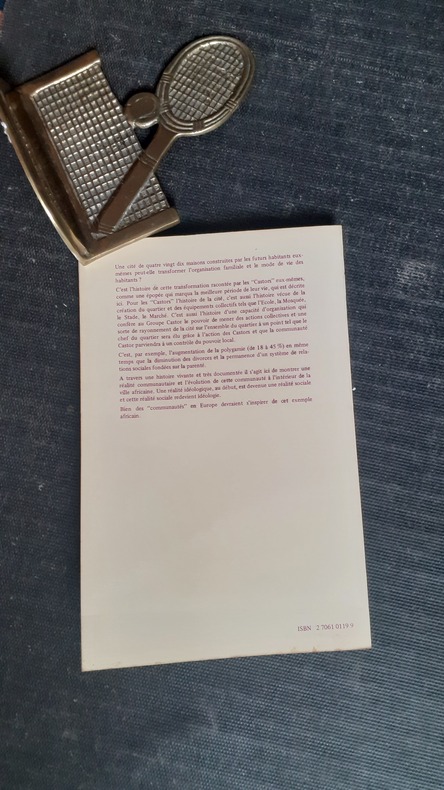 Une cité de quatre vingt dix maisons construites par les futurs habitants eux-
mêmes peut-elle transformer l'organisation familiale et le mode de vie des
habitants ?
C'est l'histoire de cette transformation racontée par les "Castors" eux-mêmes,
comme une épopée qui marqua la meilleure période de leur vie, qui est décrite
ici. Pour les "Castors" l'histoire de la cité, c'est aussi l'histoire vécue de la
création du quartier et des équipements collectifs tels que l'Ecole, la Mosquée,
le Stade, le Marché. C'est aussi l'histoire d'une capacité d'organisation qui
confère au Groupe Castor le pouvoir de mener des actions collectives et une
sorte de rayonnement de la cité sur l'ensemble du quartier à un point tel que le
chef du quartier sera élu grâce à l'action des Castors et que la communauté
Castor parviendra à un contrôle du pouvoir local.
C'est, par exemple, l'augmentation de la polygamie (de 18 à 45 %) en même
temps que la diminution des divorces et la permanence d'un système de rela-
tions sociales fondées sur la parenté.
A travers une histoire vivante et très documentée il s'agit ici de montrer une
réalité communautaire et l'évolution de cette communauté à l'intérieur de la
ville africaine. Une réalité idéologique, au début, est devenue une réalité sociale
et cette réalité sociale redevient idéologie.
Bien des "communautés" en Europe devraient s'inspirer de cet exemple
africain.
ISBN 2 7061 0119 9